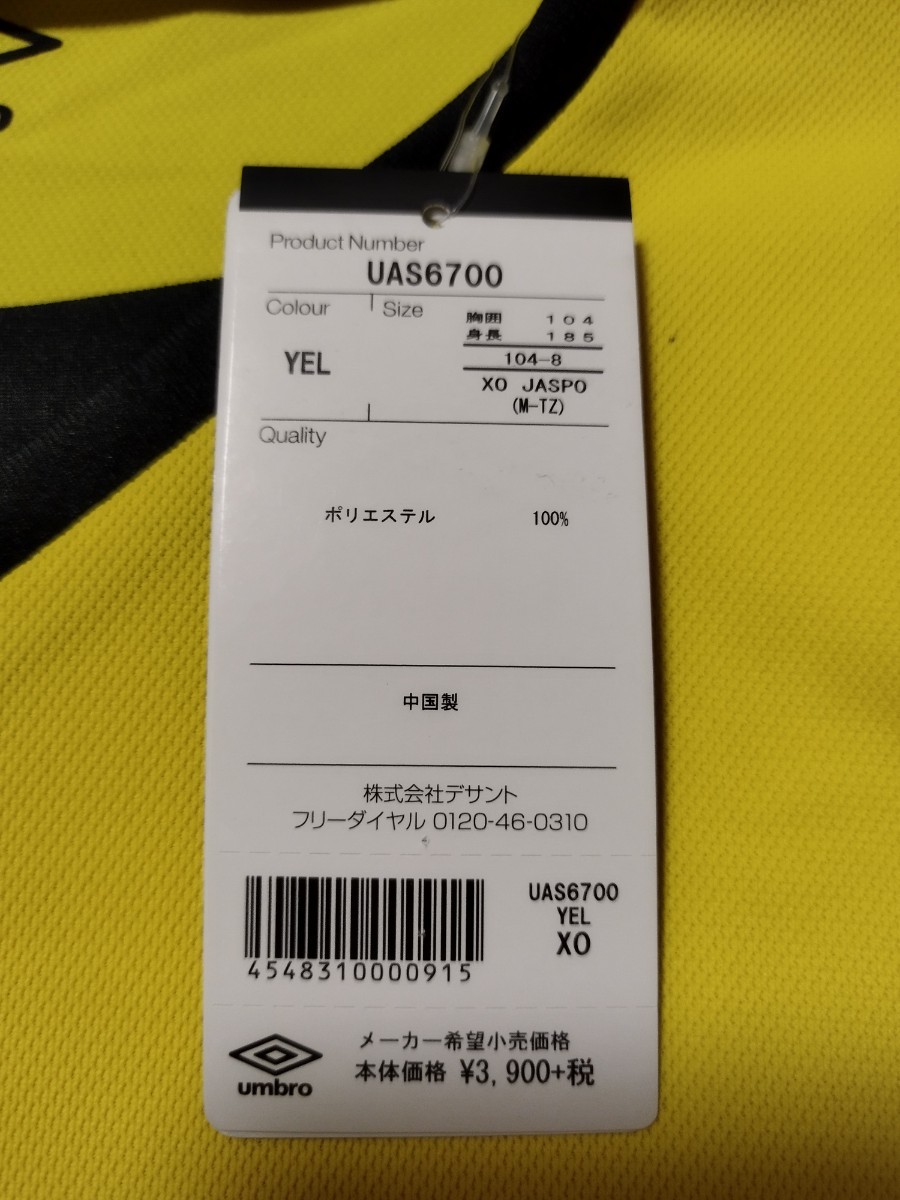 Product Number
UAS6700
Colour
Size
胸囲 104
身長 185
YEL
104-8
XO JASPO
(M-TZ)
Quality
ポリエステル 100%
中国製
株式会社デサント
フリーダイヤル 0120-46-0310
UAS6700
YEL
XO
4548310000915
メーカー希望小売価格
本体価格 ¥3,900+税
umbro